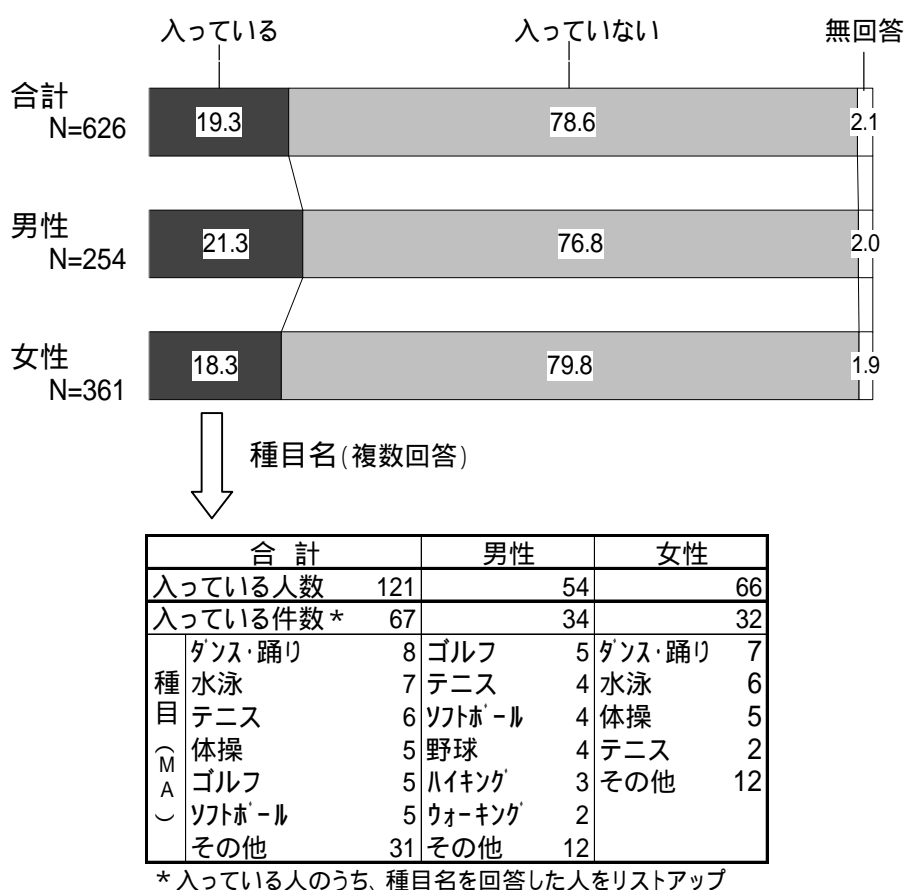 入っている 入っていない 無回答
合計
N=626 19.3 78.6 2.1
男性
N=254 21.3 76.8 2.0
女性
N=361 18.3 79.8 1.9
種目名(複数回答)
合 計 男性 女性
入っている人数 121 54 66
入っている件数* 67 34 32
種目(MA)
ﾀﾞﾝｽ・踊り 8 ゴルフ 5 ﾀﾞﾝｽ・踊り 7
水泳 7 テニス 4 水泳 6
テニス 6 ｿﾌﾄﾎﾞｰﾙ 4 体操 5
体操 5 野球 4 テニス 2
ゴルフ 5 ﾊｲｷﾝｸﾞ 3 その他 12
ｿﾌﾄﾎﾞｰﾙ 5 ｳｫｰｷﾝｸﾞ 2
その他 31 その他 12
*入っている人のうち、種目名を回答した人をリストアップ